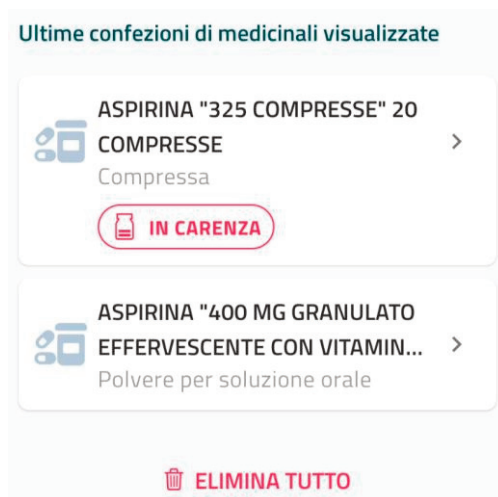 Ultime confezioni di medicinali visualizzate
ASPIRINA "325 COMPRESSE" 20
COMPRESSE
Compressa
IN CARENZA
ASPIRINA "400 MG GRANULATO
EFFERVESCENTE CON VITAMIN...
Polvere per soluzione orale
ELIMINA TUTTO